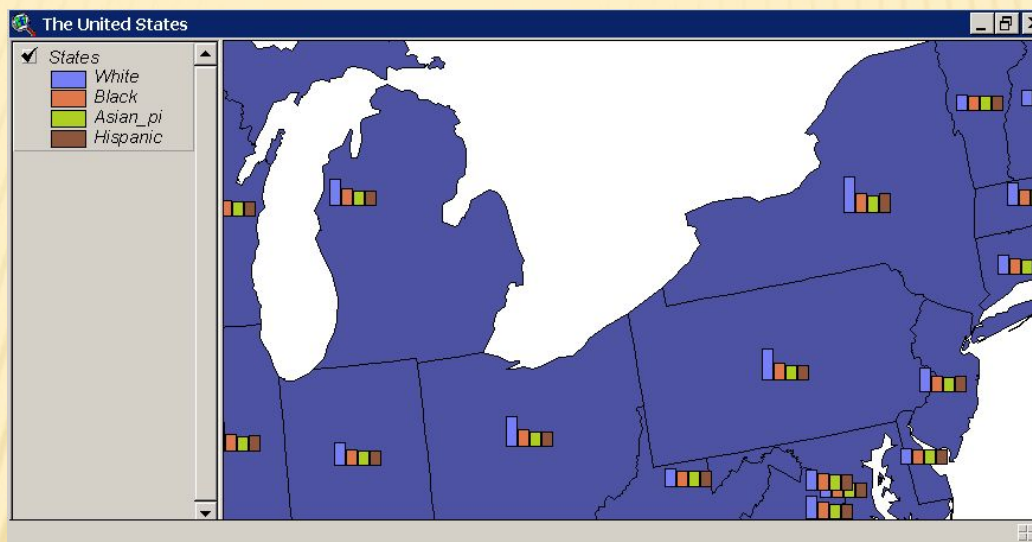 The United States
States
White
Black
Asian_pi
Hispanic